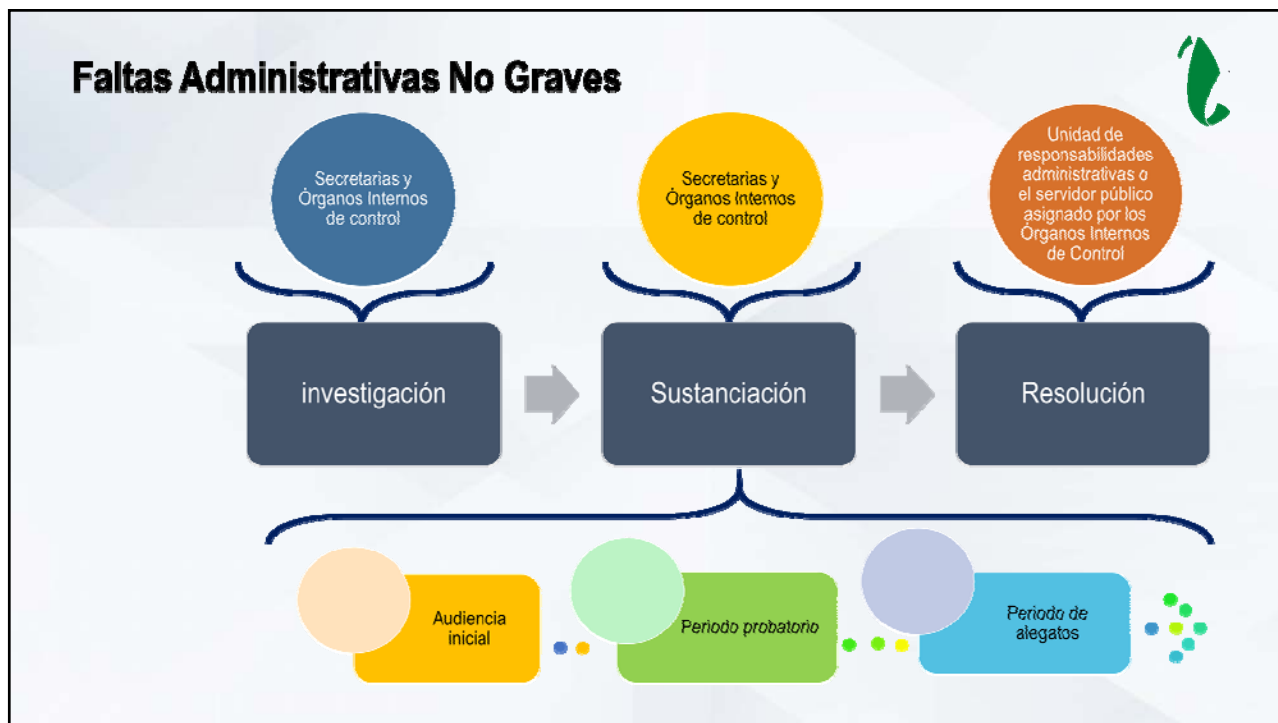 Faltas Administrativas No Graves
Secretarias y
Órganos Internos
de control
Secretarias y
Órganos Internos
de control
Unidad de
responsabilidades
administrativas o
el servidor público
asignado por los
Órganos Internos
de Control
investigación
Sustanciación
Resolución
Audiencia
inicial
Periodo probatorio
Periodo de
alegatos